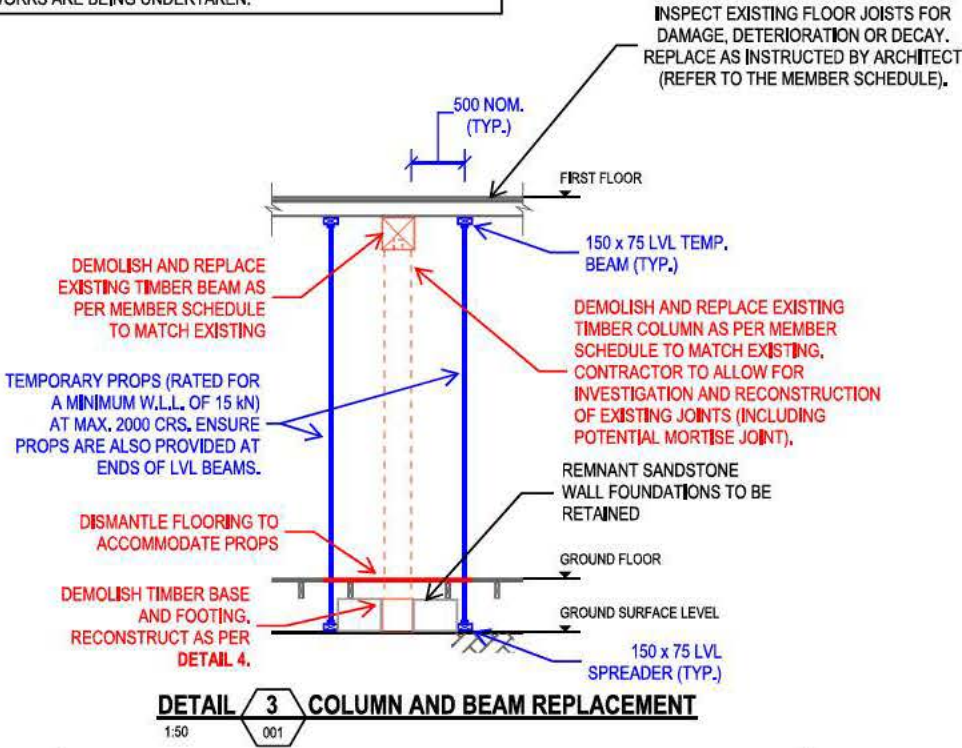 WORKS ARE BEING UNDERTAKEN.
INSPECT EXISTING FLOOR JOISTS FOR
DAMAGE, DETERIORATION OR DECAY.
REPLACE AS INSTRUCTED BY ARCHITECT
(REFER TO THE MEMBER SCHEDULE).
500 NOM.
(TYP.)
FIRST FLOOR
150 x 75 LVL TEMP.
BEAM (TYP.)
DEMOLISH AND REPLACE
EXISTING TIMBER BEAM AS
PER MEMBER SCHEDULE
TO MATCH EXISTING
DEMOLISH AND REPLACE EXISTING
TIMBER COLUMN AS PER MEMBER
SCHEDULE TO MATCH EXISTING.
CONTRACTOR TO ALLOW FOR
INVESTIGATION AND RECONSTRUCTION
OF EXISTING JOINTS (INCLUDING
POTENTIAL MORTISE JOINT).
TEMPORARY PROPS (RATED FOR
A MINIMUM W.L.L. OF 15 kN)
AT MAX. 2000 CRS. ENSURE
PROPS ARE ALSO PROVIDED AT
ENDS OF LVL BEAMS.
REMNANT SANDSTONE
WALL FOUNDATIONS TO BE
RETAINED
DISMANTLE FLOORING TO
ACCOMMODATE PROPS
GROUND FLOOR
DEMOLISH TIMBER BASE
AND FOOTING.
RECONSTRUCT AS PER
DETAIL 4.
GROUND SURFACE LEVEL
150 x 75 LVL
SPREADER (TYP.)
DETAIL 3 COLUMN AND BEAM REPLACEMENT
1:50 001